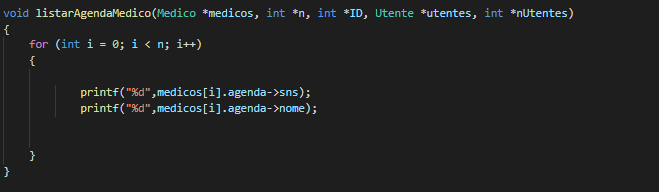 void listarAgendaMedico(Medico *medicos, int *n, int *ID, Utente *utentes, int *nUtentes)
{
    for (int i = 0; i < n; i++)
    {
            printf("%d",medicos[i].agenda->sns);
            printf("%d",medicos[i].agenda->nome);
    }
}